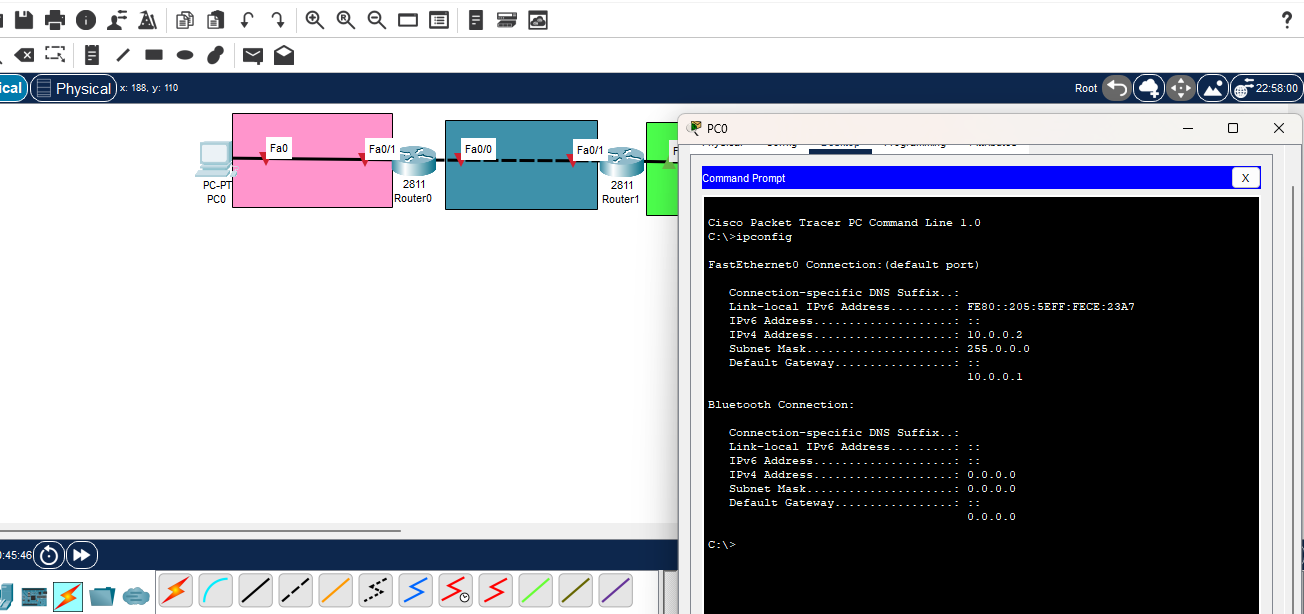 ical
Physical
x: 188, y: 110
Root
22:58:00
Fa0
Fa0/1
Fa0/0
Fa0/1
F
PC-PT
PC0
2811
Router0
2811
Router1
PC0
Command Prompt
X
Cisco Packet Tracer PC Command Line 1.0
C:\>ipconfig
FastEthernet0 Connection:(default port)
Connection-specific DNS Suffix..:
Link-local IPv6 Address.........: FE80::205:5EFF:FECE:23A7
IPv6 Address....................: ::
IPv4 Address....................: 10.0.0.2
Subnet Mask.....................: 255.0.0.0
Default Gateway.................: ::
10.0.0.1
Bluetooth Connection:
Connection-specific DNS Suffix..:
Link-local IPv6 Address.........: ::
IPv6 Address....................: ::
IPv4 Address....................: 0.0.0.0
Subnet Mask.....................: 0.0.0.0
Default Gateway.................: ::
0.0.0.0
C:\>
:45:46